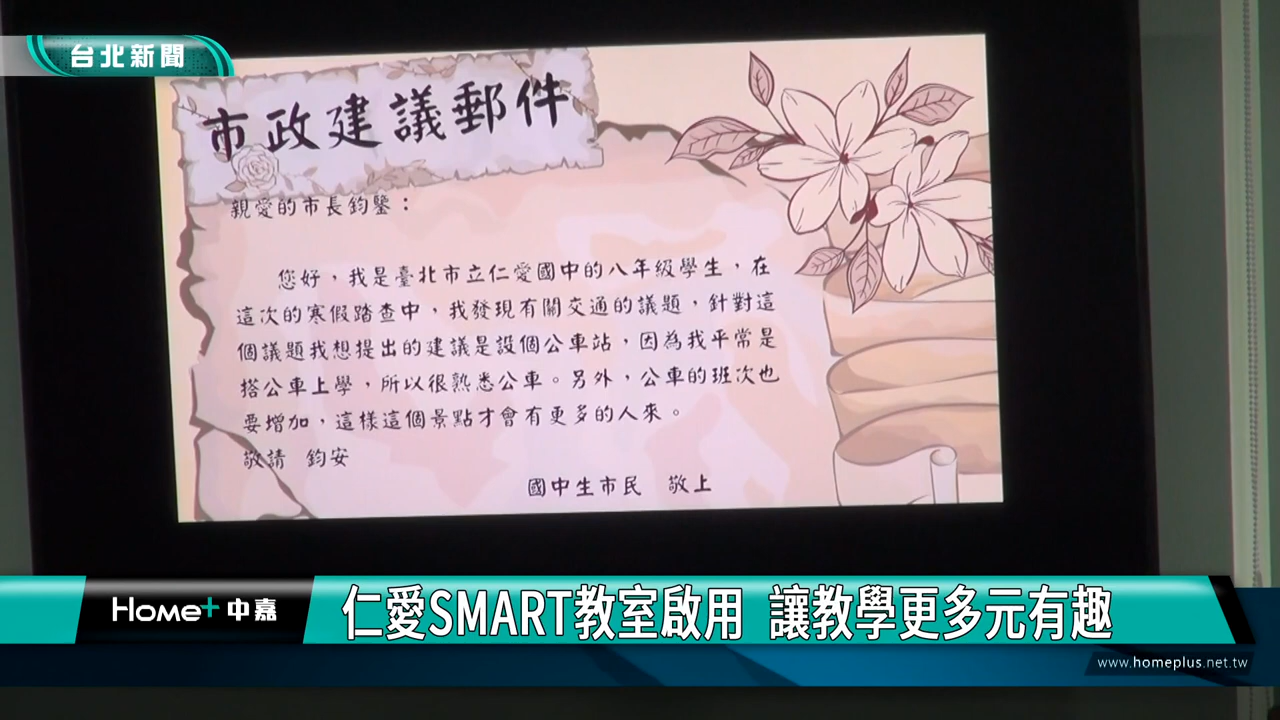 台北新聞
市政建議郵件
親愛的市長鈞鑒：
您好，我是臺北市立仁愛國中的八年級學生，在
這次的寒假踏查中，我發現有關交通的議題，針對這
個議題我想提出的建議是設個公車站，因為我平常是
搭公車上學，所以很熟悉公車。另外，公車的班次也
要增加，這樣這個景點才會有更多的人來。
敬請 鈞安
國中生市民 敬上
Home+ 中嘉
仁愛SMART教室啟用 讓教學更多元有趣
www.homeplus.net.tw